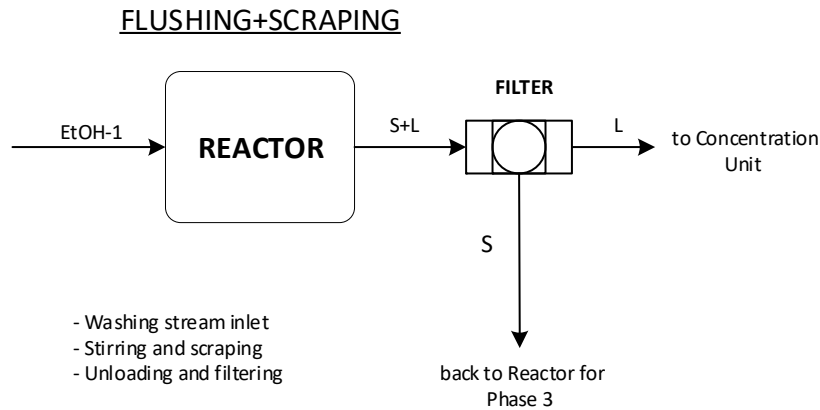 FLUSHING+SCRAPING
FILTER
EtOH-1
REACTOR
S+L
L
to Concentration
Unit
S
- Washing stream inlet
- Stirring and scraping
- Unloading and filtering
back to Reactor for
Phase 3